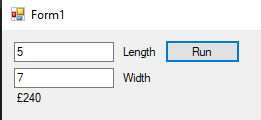 Form1
5 Length Run
7 Width
£240